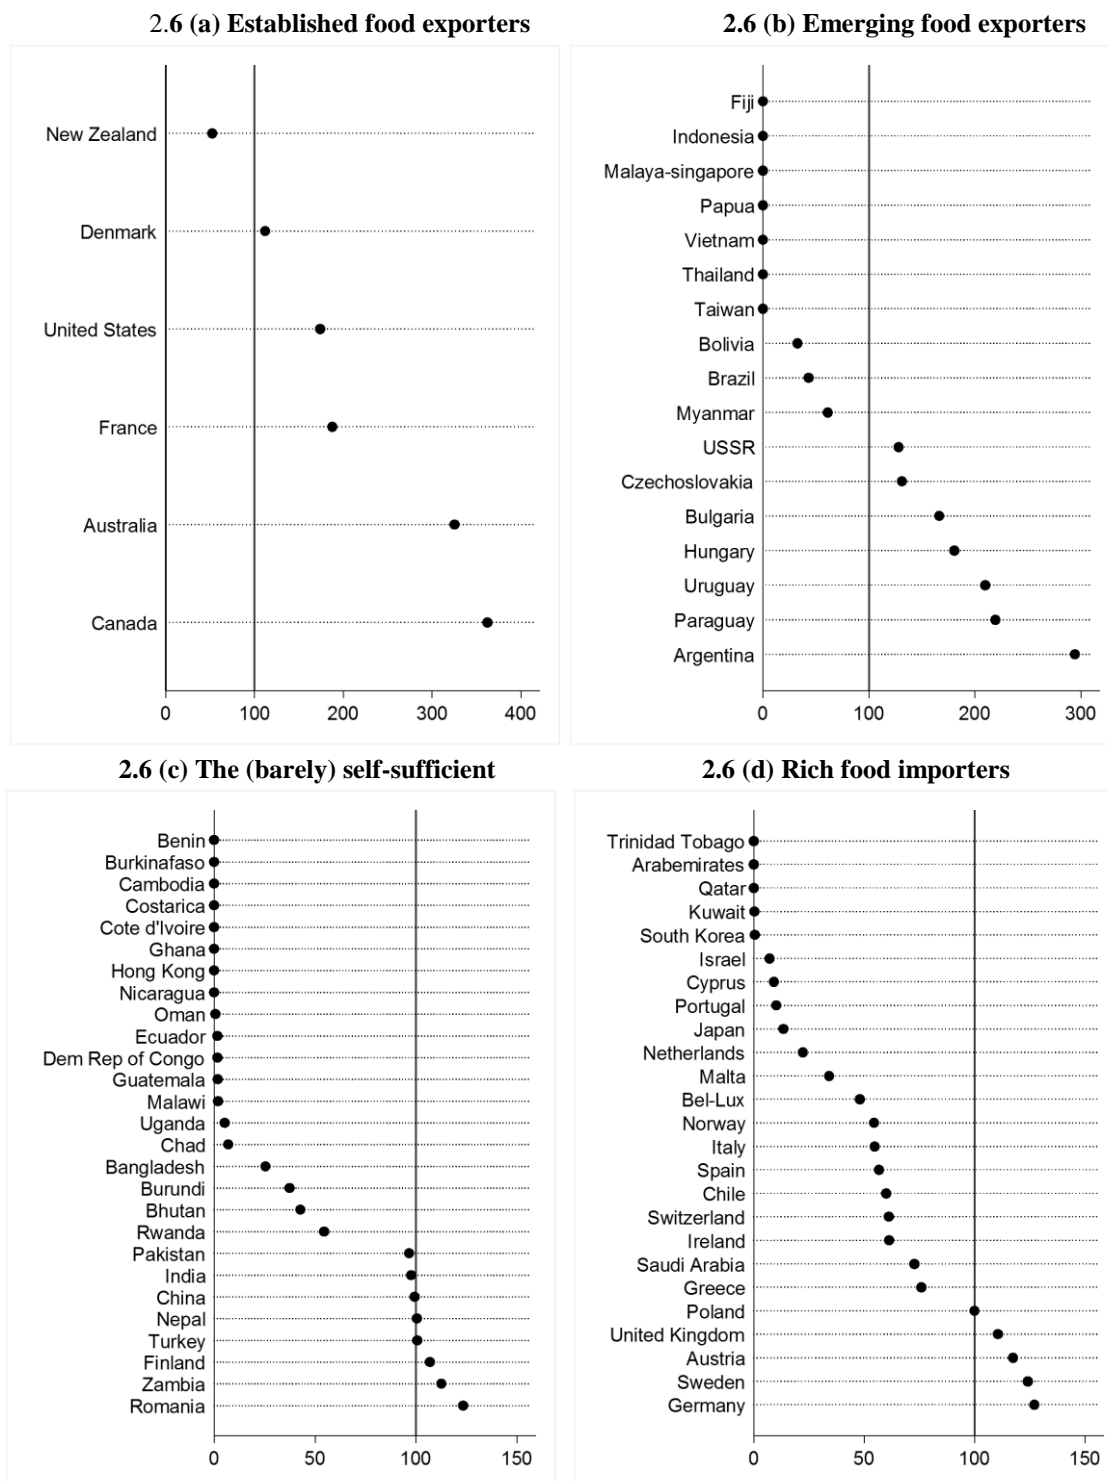 2.6 (a) Established food exporters
New Zealand
Denmark
United States
France
Australia
Canada
0 100 200 300 400
2.6 (b) Emerging food exporters
Fiji
Indonesia
Malaya-singapore
Papua
Vietnam
Thailand
Taiwan
Bolivia
Brazil
Myanmar
USSR
Czechoslovakia
Bulgaria
Hungary
Uruguay
Paraguay
Argentina
0 100 200 300
2.6 (c) The (barely) self-sufficient
Benin
Burkinafaso
Cambodia
Costarica
Cote d'Ivoire
Ghana
Hong Kong
Nicaragua
Oman
Ecuador
Dem Rep of Congo
Guatemala
Malawi
Uganda
Chad
Bangladesh
Burundi
Bhutan
Rwanda
Pakistan
India
China
Nepal
Turkey
Finland
Zambia
Romania
0 50 100 150
2.6 (d) Rich food importers
Trinidad Tobago
Arabemirates
Qatar
Kuwait
South Korea
Israel
Cyprus
Portugal
Japan
Netherlands
Malta
Bel-Lux
Norway
Italy
Spain
Chile
Switzerland
Ireland
Saudi Arabia
Greece
Poland
United Kingdom
Austria
Sweden
Germany
0 50 100 150